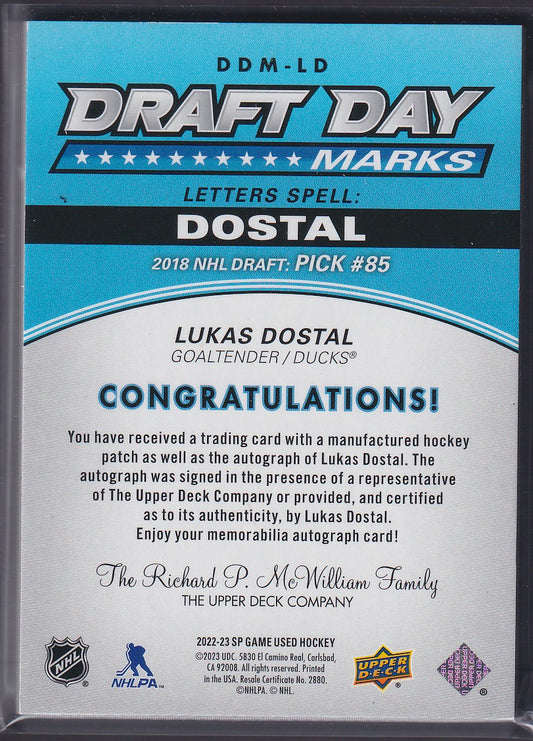 DDM-LD
DRAFT DAY
MARKS
LETTERS SPELL:
DOSTAL
2018 NHL DRAFT: PICK #85
LUKAS DOSTAL
GOALTENDER / DUCKS®
CONGRATULATIONS!
You have received a trading card with a manufactured hockey
patch as well as the autograph of Lukas Dostal. The
autograph was signed in the presence of a representative
of The Upper Deck Company or provided, and certified
as to its authenticity, by Lukas Dostal.
Enjoy your memorabilia autograph card!
The Richard P. McWilliam Family
THE UPPER DECK COMPANY
2022-23 SP GAME USED HOCKEY
©2023 UDC. 5830 El Camino Real, Carlsbad,
CA 92008. All rights reserved. Printed
in the USA. Resale Certificate No. 2880.
©NHLPA. © NHL.
NHL
NHLPA™
UPPER
D·E·C·K
®